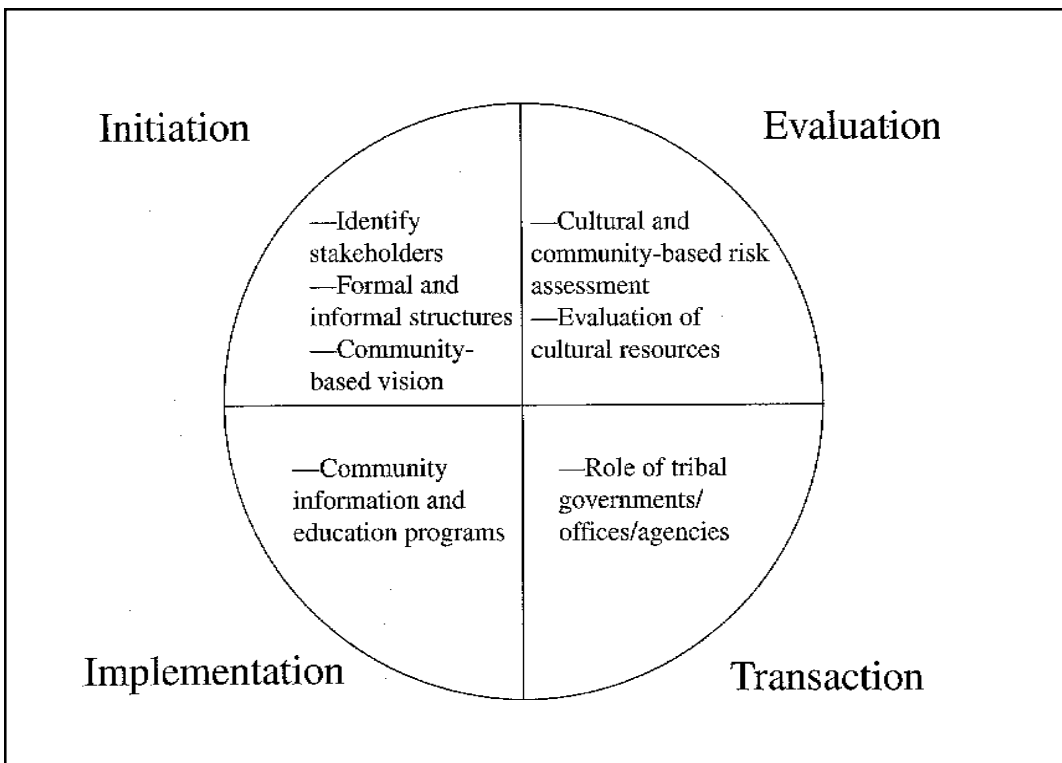 Initiation
—Identify
stakeholders
—Formal and
informal structures
—Community-
based vision
Evaluation
—Cultural and
community-based risk
assessment
—Evaluation of
cultural resources
—Community
information and
education programs
Implementation
—Role of tribal
governments/
offices/agencies
Transaction